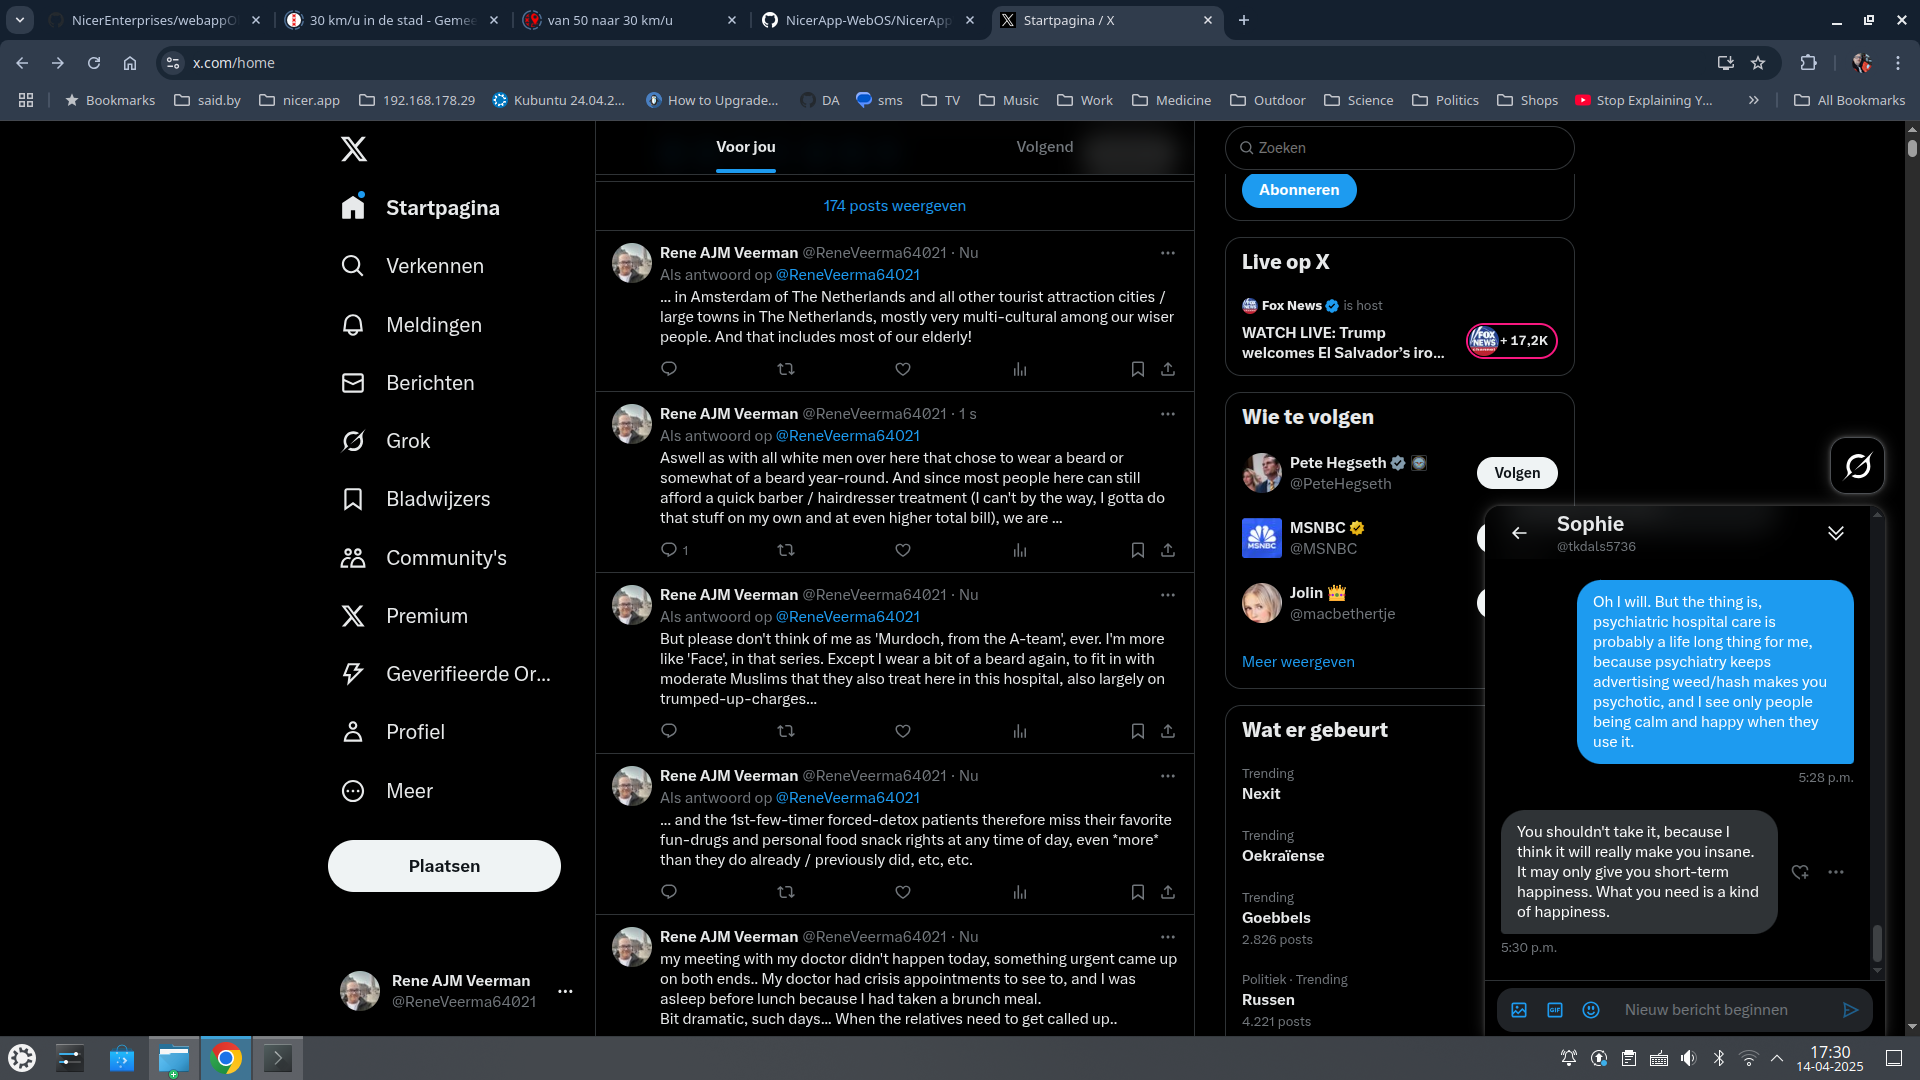 NicerEnterprises/webappO
30 km/u in de stad - Gemee
van 50 naar 30 km/u
NicerApp-WebOS/NicerApp
Startpagina / X
x.com/home
Bookmarks
said.by
nicer.app
192.168.178.29
Kubuntu 24.04.2...
How to Upgrade...
DA
sms
TV
Music
Work
Medicine
Outdoor
Science
Politics
Shops
Stop Explaining Y...
All Bookmarks
Startpagina
Verkennen
Meldingen
Berichten
Grok
Bladwijzers
Community's
Premium
Geverifieerde Or...
Profiel
Meer
Plaatsen
Rene AJM Veerman
@ReneVeerma64021
Voor jou
Volgend
174 posts weergeven
Rene AJM Veerman @ReneVeerma64021 · Nu
Als antwoord op @ReneVeerma64021
... in Amsterdam of The Netherlands and all other tourist attraction cities /
large towns in The Netherlands, mostly very multi-cultural among our wiser
people. And that includes most of our elderly!
Rene AJM Veerman @ReneVeerma64021 · 1 s
Als antwoord op @ReneVeerma64021
Aswell as with all white men over here that chose to wear a beard or
somewhat of a beard year-round. And since most people here can still
afford a quick barber / hairdresser treatment (I can't by the way, I gotta do
that stuff on my own and at even higher total bill), we are ...
1
Rene AJM Veerman @ReneVeerma64021 · Nu
Als antwoord op @ReneVeerma64021
But please don't think of me as 'Murdoch, from the A-team', ever. I'm more
like 'Face', in that series. Except I wear a bit of a beard again, to fit in with
moderate Muslims that they also treat here in this hospital, also largely on
trumped-up-charges...
Rene AJM Veerman @ReneVeerma64021 · Nu
Als antwoord op @ReneVeerma64021
... and the 1st-few-timer forced-detox patients therefore miss their favorite
fun-drugs and personal food snack rights at any time of day, even *more*
than they do already / previously did, etc, etc.
Rene AJM Veerman @ReneVeerma64021 · Nu
my meeting with my doctor didn't happen today, something urgent came up
on both ends.. My doctor had crisis appointments to see to, and I was
asleep before lunch because I had taken a brunch meal.
Bit dramatic, such days... When the relatives need to get called up..
Zoeken
Abonneren
Live op X
Fox News is host
WATCH LIVE: Trump
welcomes El Salvador's iro...
FOX
NEWS
+ 17,2K
Wie te volgen
Pete Hegseth
@PeteHegseth
Volgen
MSNBC
MSNBC
@MSNBC
Jolin
@macbethertje
Meer weergeven
Wat er gebeurt
Trending
Nexit
Trending
Oekraïense
Trending
Goebbels
2.826 posts
Politiek · Trending
Russen
4.221 posts
Sophie
@tkdals5736
Oh I will. But the thing is,
psychiatric hospital care is
probably a life long thing for me,
because psychiatry keeps
advertising weed/hash makes you
psychotic, and I see only people
being calm and happy when they
use it.
5:28 p.m.
You shouldn't take it, because I
think it will really make you insane.
It may only give you short-term
happiness. What you need is a kind
of happiness.
5:30 p.m.
GIF
Nieuw bericht beginnen
17:30
14-04-2025